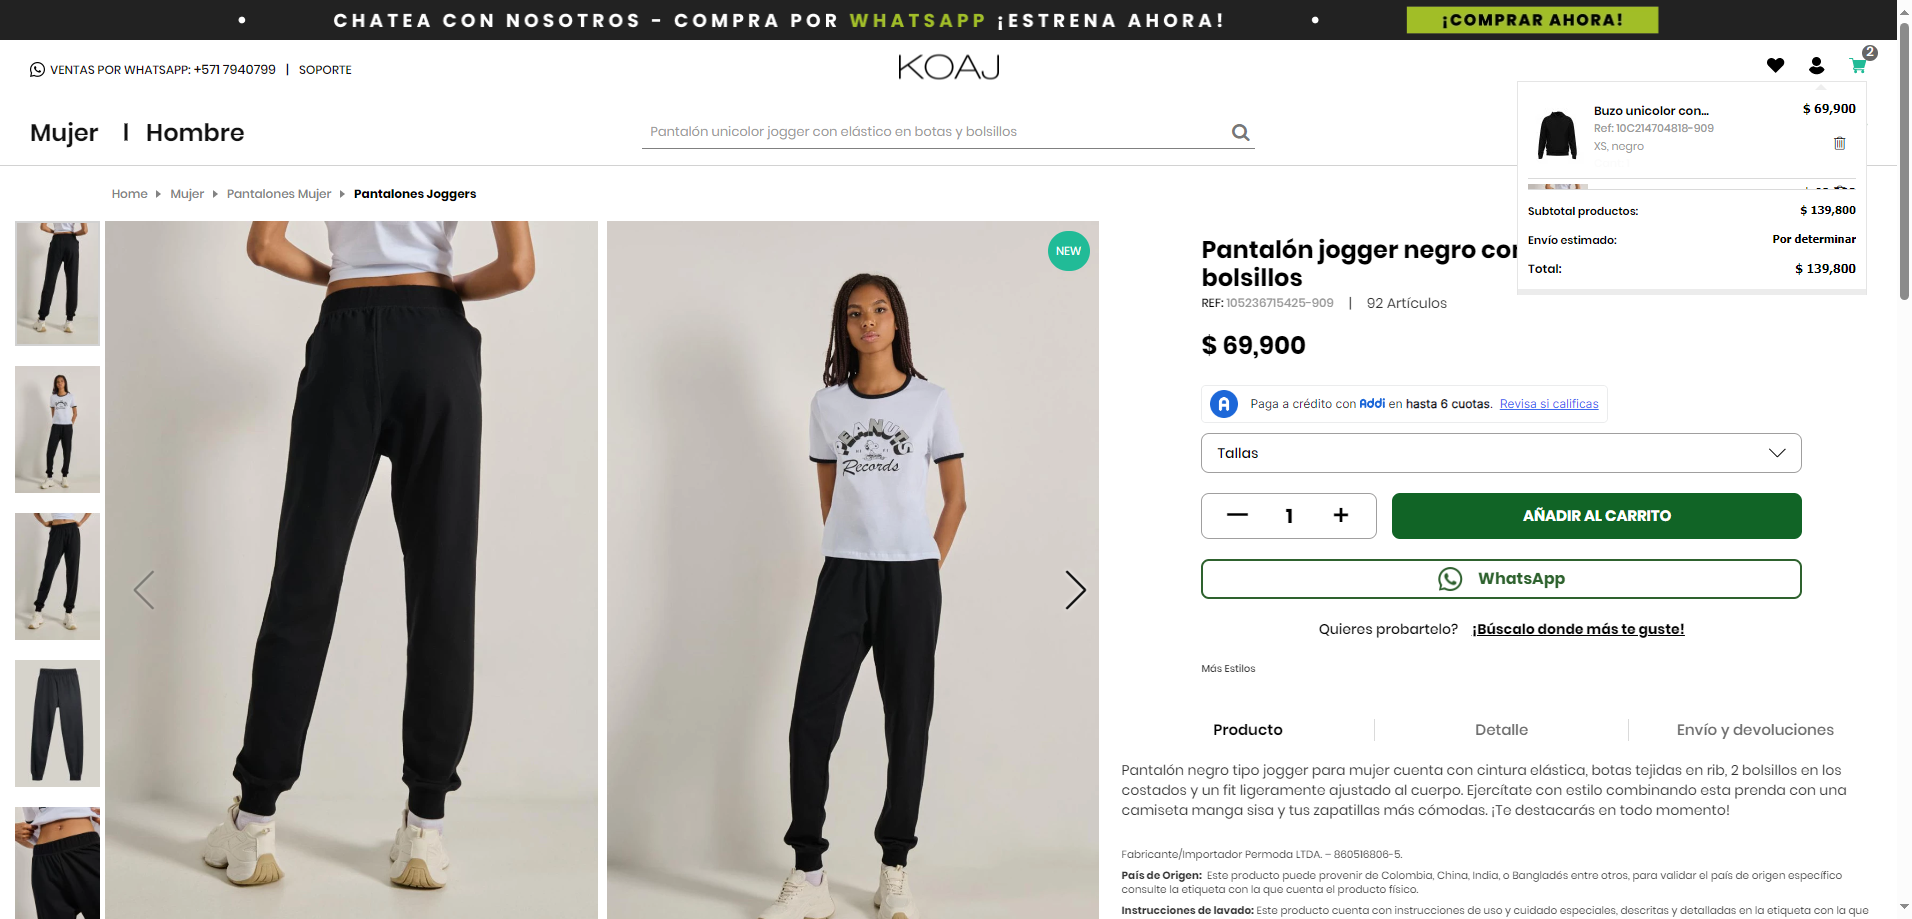 CHATEA CON NOSOTROS - COMPRA POR WHATSAPP ¡ESTRENA AHORA!
¡COMPRAR AHORA!
VENTAS POR WHATSAPP: +571 7940799 | SOPORTE
KOAJ
2
Mujer | Hombre
Pantalón unicolor jogger con elástico en botas y bolsillos
Buzo unicolor con...
$ 69,900
Ref: 10C214704818-909
XS, negro
Subtotal productos:
$ 139,800
Envío estimado:
Por determinar
Total:
$ 139,800
Home
Mujer
Pantalones Mujer
Pantalones Joggers
NEW
PEANUTS
Records
Pantalón jogger negro con
bolsillos
REF: 105236715425-909 | 92 Artículos
$ 69,900
Paga a crédito con Addi en hasta 6 cuotas. Revisa si calificas
Tallas
1
AÑADIR AL CARRITO
WhatsApp
Quieres probartelo? ¡Búscalo donde más te guste!
Más Estilos
Producto
Detalle
Envío y devoluciones
Pantalón negro tipo jogger para mujer cuenta con cintura elástica, botas tejidas en rib, 2 bolsillos en los
costados y un fit ligeramente ajustado al cuerpo. Ejercítate con estilo combinando esta prenda con una
camiseta manga sisa y tus zapatillas más cómodas. ¡Te destacarás en todo momento!
Fabricante/Importador Permoda LTDA. – 860516806-5.
País de Origen: Este producto puede provenir de Colombia, China, India, o Bangladés entre otros, para validar el país de origen específico
consulte la etiqueta con la que cuenta el producto físico.
Instrucciones de lavado: Este producto cuenta con instrucciones de uso y cuidado especiales, descritas y detalladas en la etiqueta con la que